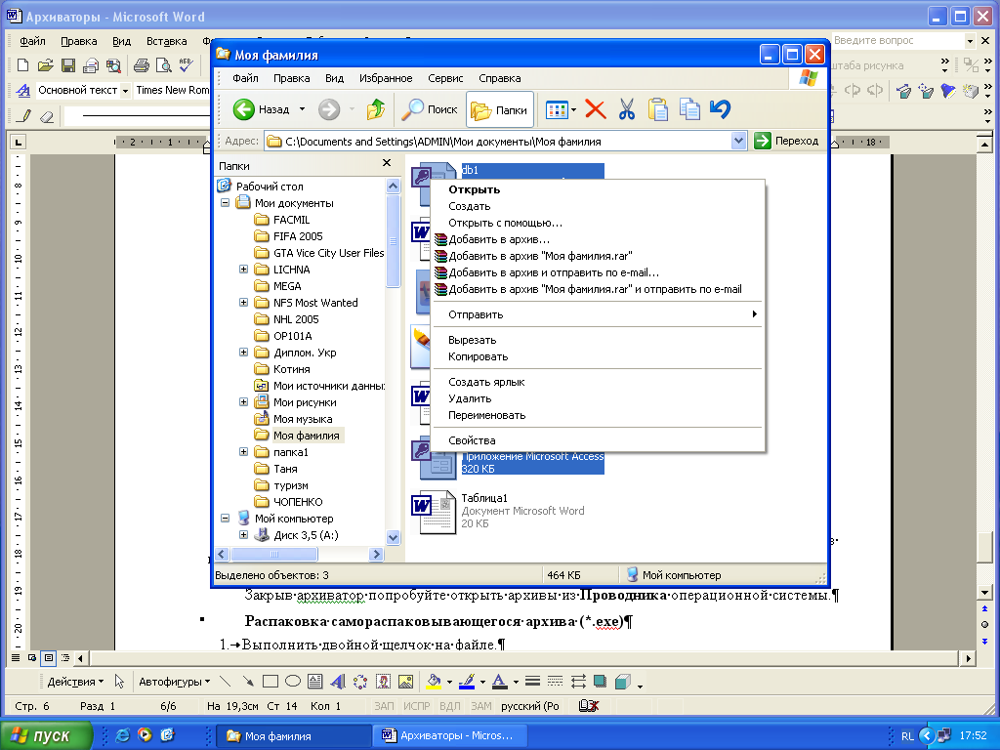 Архиваторы - Microsoft Word
Файл Правка Вид Вставка
Введите вопрос
штаба рисунка
Основной текст Times New Rom
2 1
18
Моя фамилия
Файл Правка Вид Избранное Сервис Справка
Назад Поиск Папки
Адрес: C:\Documents and Settings\ADMIN\Мои документы\Моя фамилия Переход
Папки
Рабочий стол
Мои документы
FACMIL
FIFA 2005
GTA Vice City User Files
LICHNA
MEGA
NFS Most Wanted
NHL 2005
OP101A
Диплом. Укр
Котиня
Мои источники данны
Мои рисунки
Моя музыка
Моя фамилия
папка1
Таня
туризм
ЧОПЕНКО
Мой компьютер
Диск 3,5 (A:)
db1
Открыть
Создать
Открыть с помощью...
Добавить в архив...
Добавить в архив "Моя фамилия.rar"
Добавить в архив и отправить по e-mail...
Добавить в архив "Моя фамилия.rar" и отправить по e-mail
Отправить
Вырезать
Копировать
Создать ярлык
Удалить
Переименовать
Свойства
Приложение Microsoft Access
320 КБ
Таблица1
Документ Microsoft Word
20 КБ
Выделено объектов: 3 464 КБ Мой компьютер
Закрыв·архиватор·попробуйте·открыть·архивы·из·Проводника·операционной·системы.¶
Распаковка·самораспаковывающегося·архива·(*.exe)¶
1.→Выполнить·двойной·щелчок·на·файле.¶
Действия Автофигуры
Стр. 6 Разд 1 6/6 На 19,3см Ст 14 Кол 1 ЗАП ИСПР ВДЛ ЗАМ русский (Ро
пуск Моя фамилия Архиваторы - Micros... RL 17:52